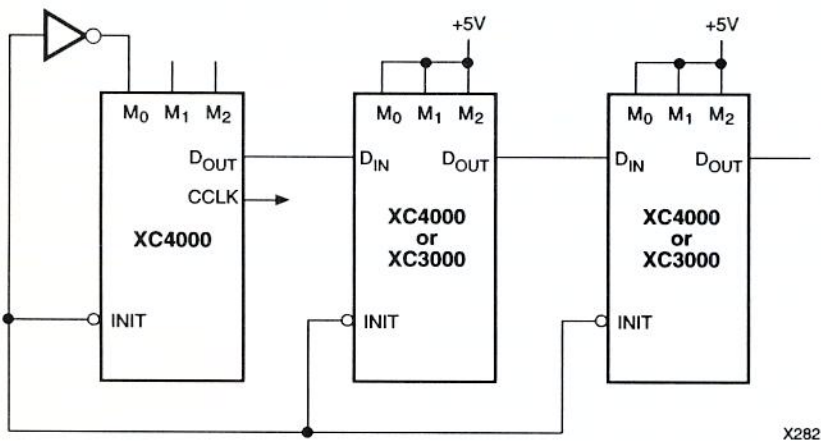 +5V
+5V
M0 M1 M2
M0 M1 M2
M0 M1 M2
DOUT
DIN
DOUT
DIN
DOUT
CCLK
XC4000
XC4000
or
XC3000
XC4000
or
XC3000
INIT
INIT
INIT
X282